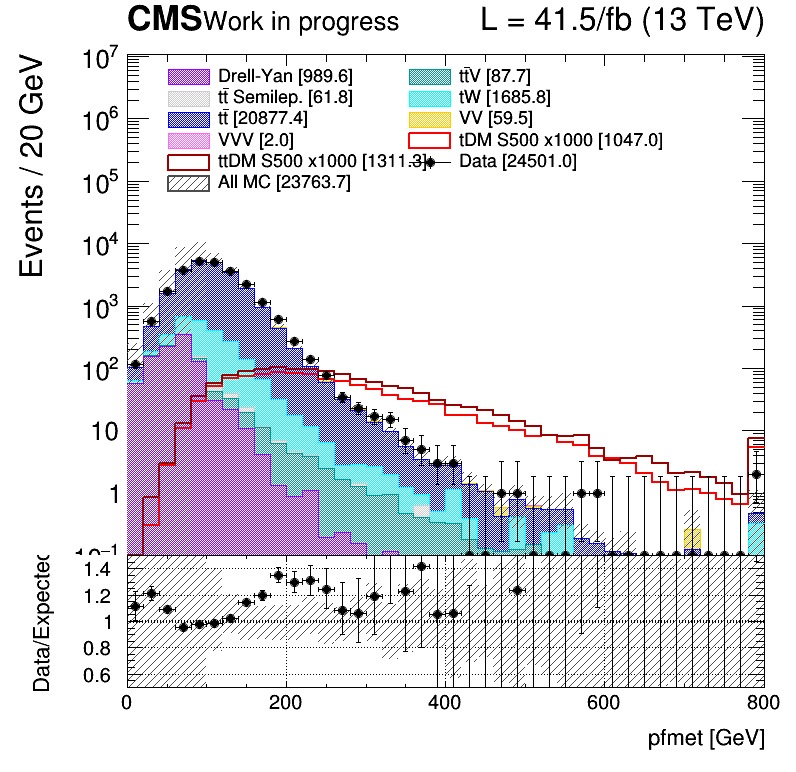 CMS Work in progress L = 41.5/fb (13 TeV)
Events / 20 GeV
10⁷
10⁶
10⁵
10⁴
10³
10²
10
1
10⁻¹
Drell-Yan [989.6] tt̄V [87.7]
tt̄ Semilep. [61.8] tW [1685.8]
tt̄ [20877.4] VV [59.5]
VVV [2.0] tDM S500 x1000 [1047.0]
ttDM S500 x1000 [1311.3] Data [24501.0]
All MC [23763.7]
Data/Expected
1.4
1.2
1
0.8
0.6
0 200 400 600 800
pfmet [GeV]